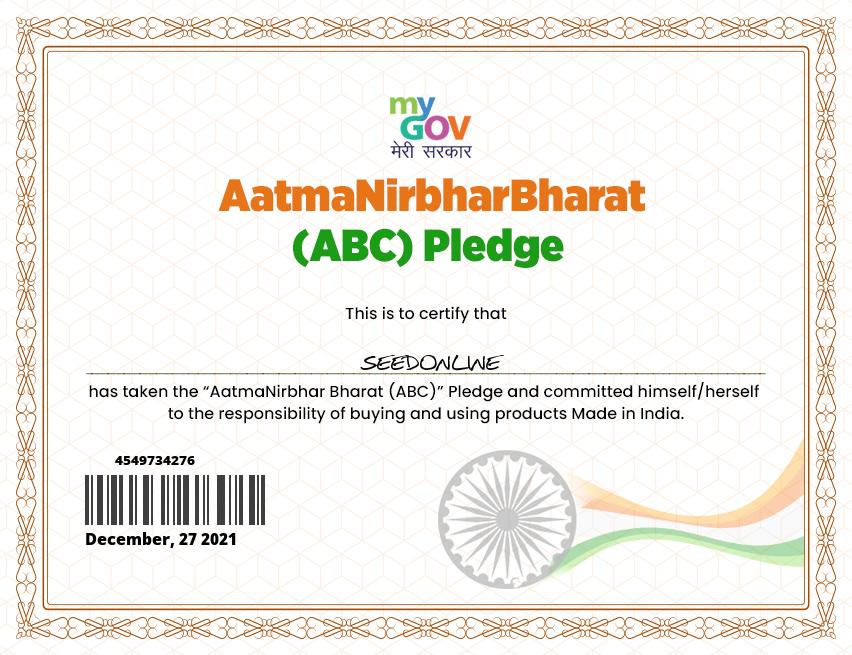 my
GOV
मेरी सरकार
AatmaNirbharBharat
(ABC) Pledge
This is to certify that
SEEDONLINE
has taken the “AatmaNirbhar Bharat (ABC)” Pledge and committed himself/herself
to the responsibility of buying and using products Made in India.
4549734276
December, 27 2021